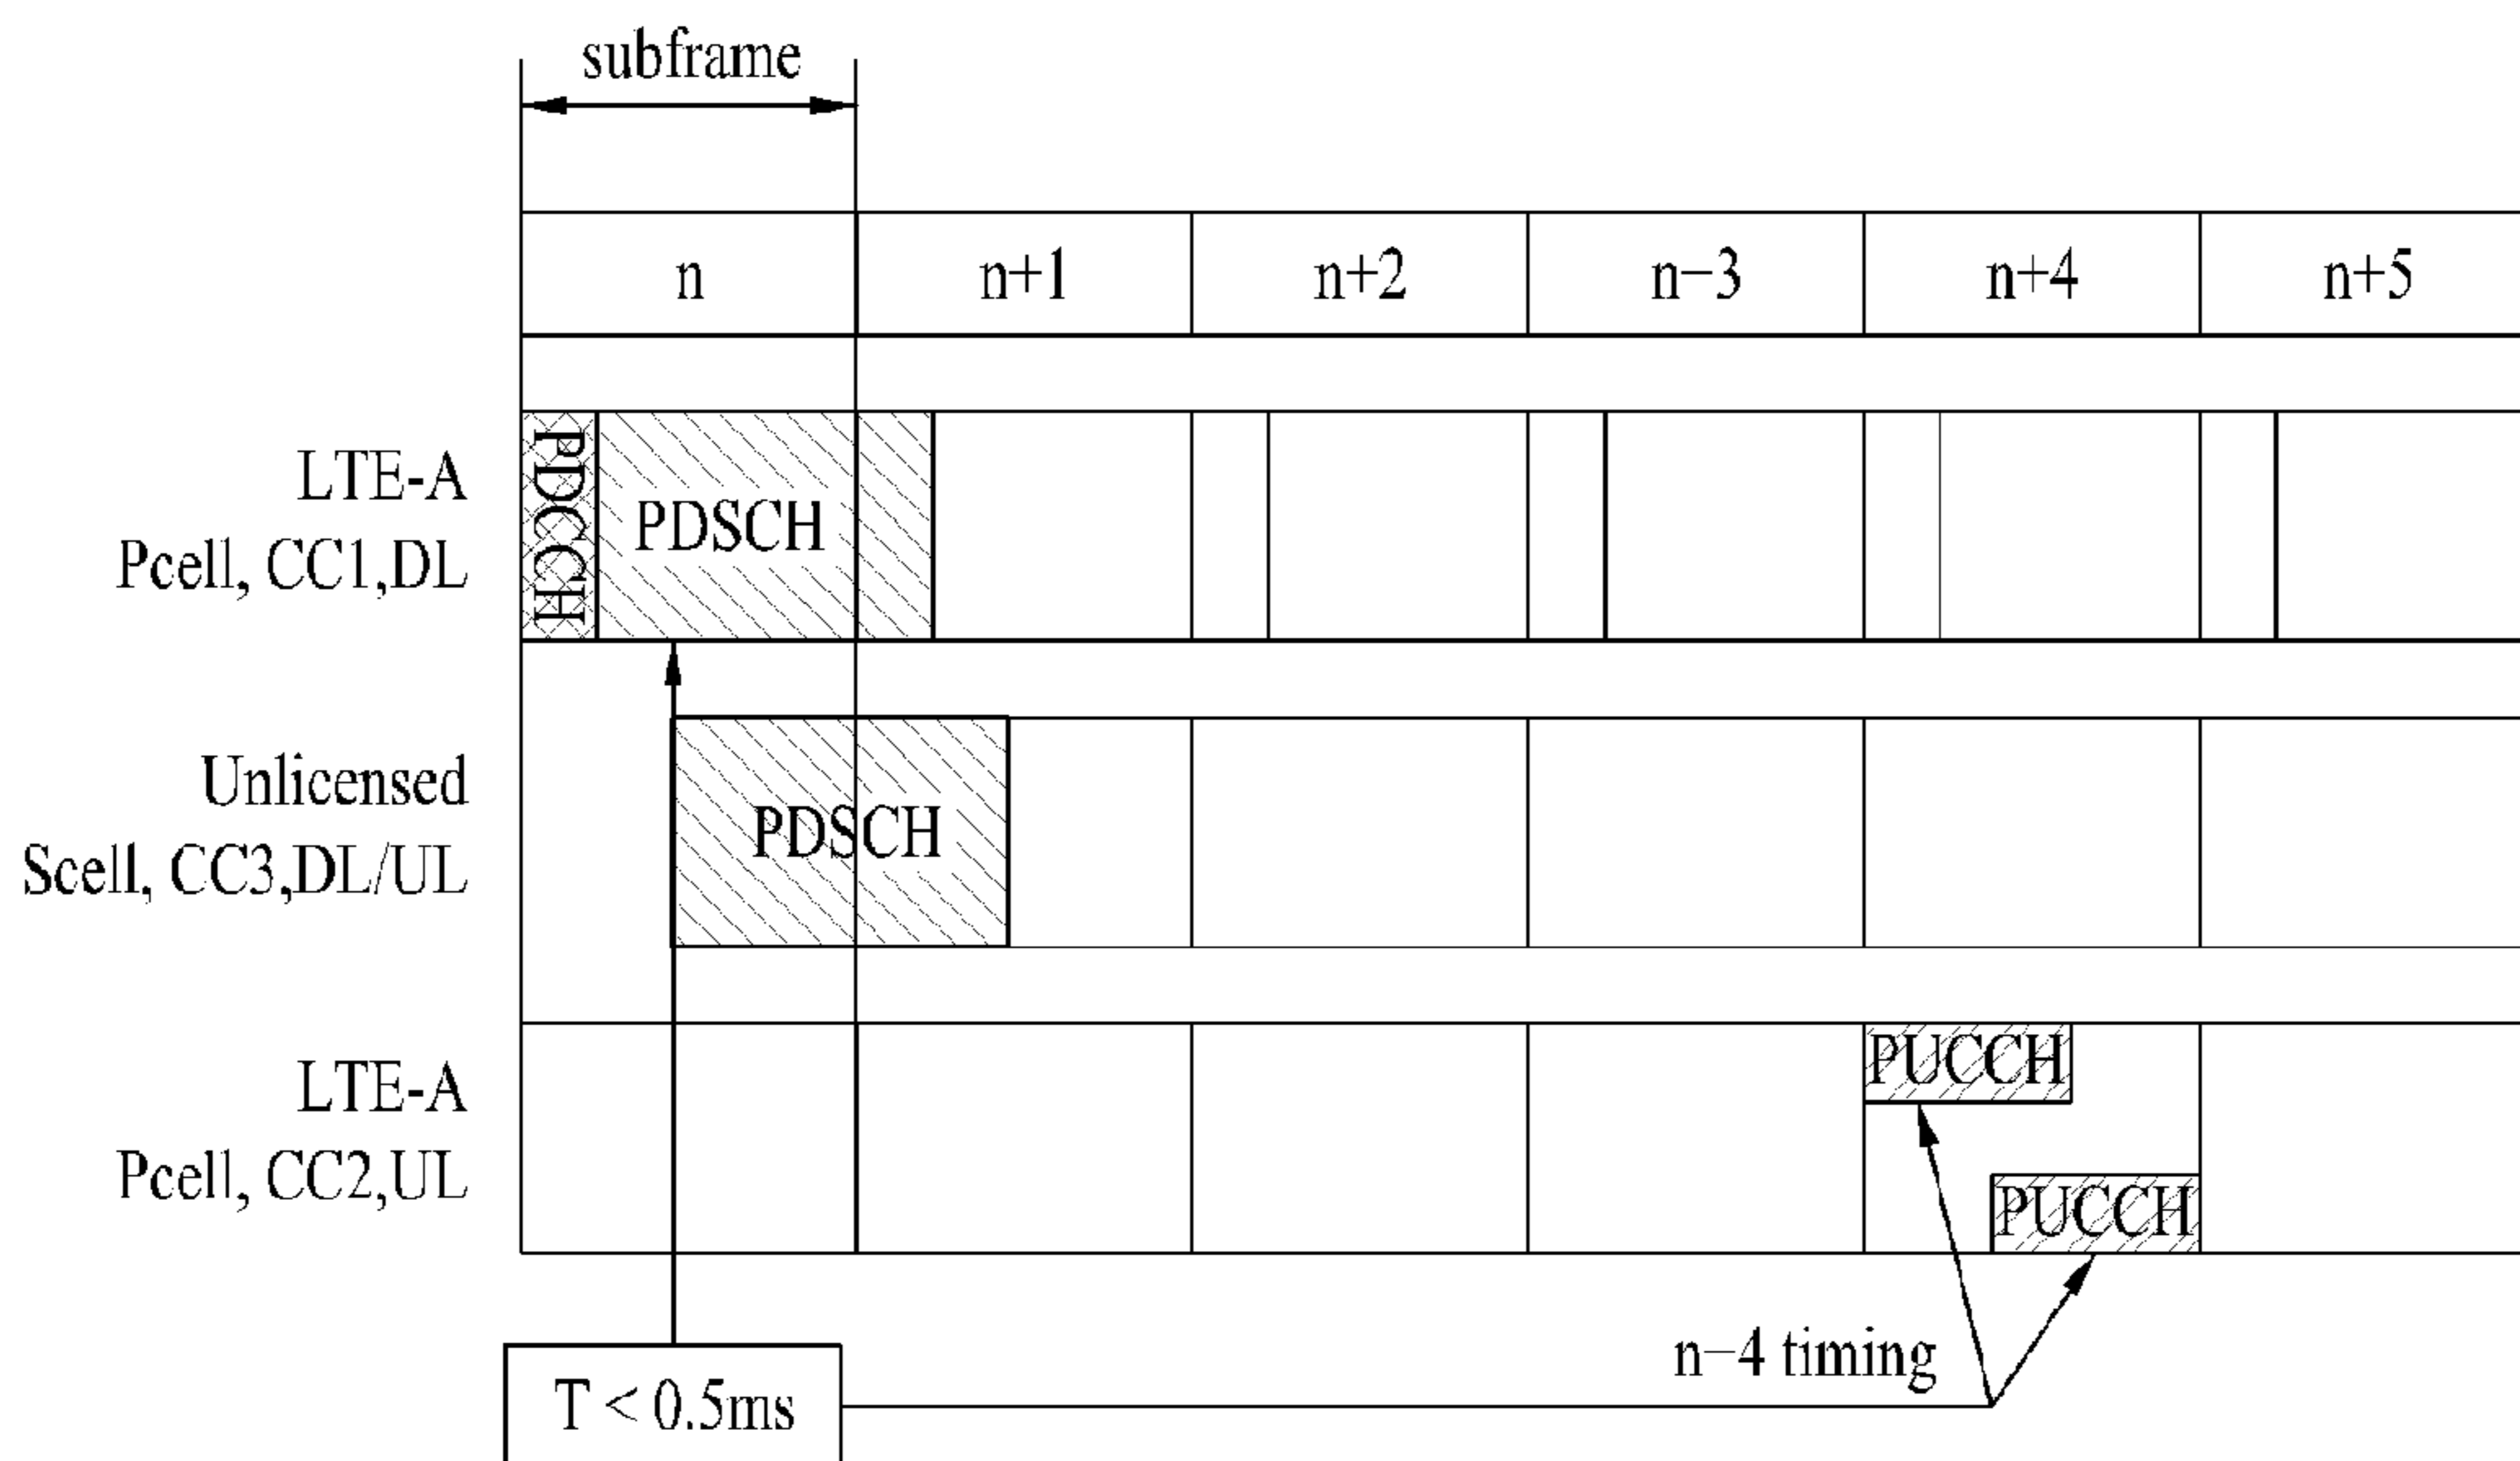 subframe
n
n+1
n+2
n−3
n+4
n+5
LTE-A
Pcell, CC1,DL
PDCCH
PDSCH
Unlicensed
Scell, CC3,DL/UL
PDSCH
LTE-A
Pcell, CC2,UL
PUCCH
PUCCH
n−4 timing
T < 0.5ms